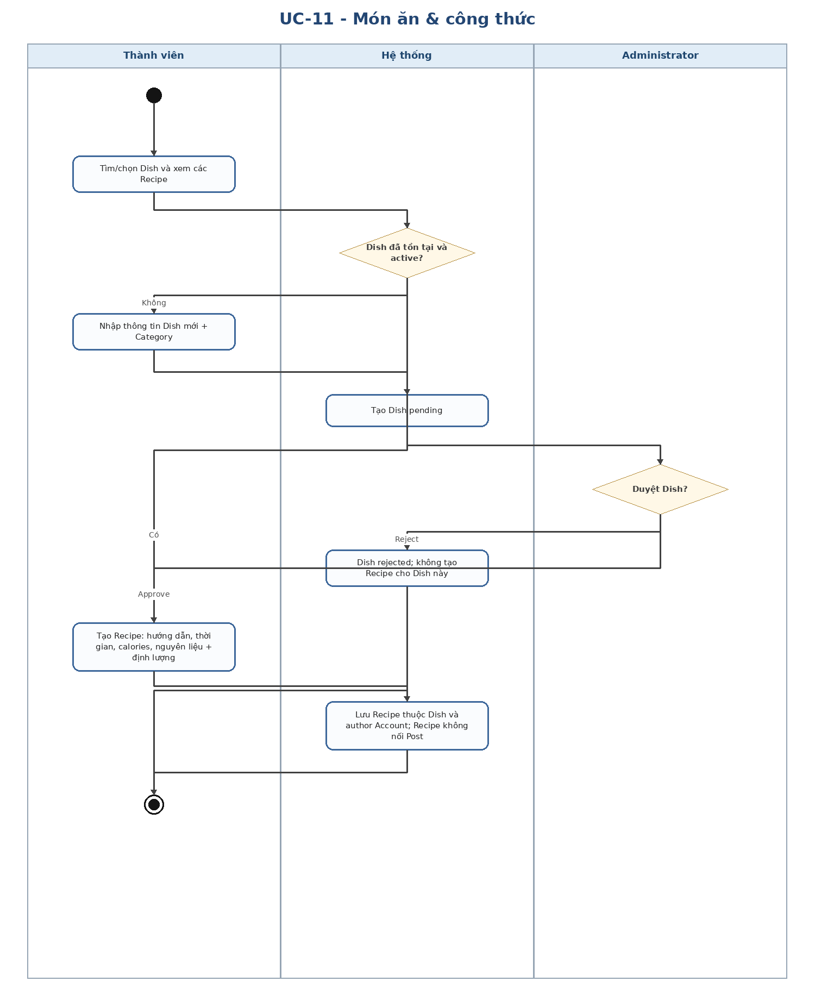 UC-11 - Món ăn & công thức
Thành viên
Hệ thống
Administrator
Tìm/chọn Dish và xem các
Recipe
Dish đã tồn tại và
active?
Không
Nhập thông tin Dish mới +
Category
Tạo Dish pending
Duyệt Dish?
Có
Reject
Dish rejected; không tạo
Recipe cho Dish này
Approve
Tạo Recipe: hướng dẫn, thời
gian, calories, nguyên liệu +
định lượng
Lưu Recipe thuộc Dish và
author Account; Recipe không
nối Post